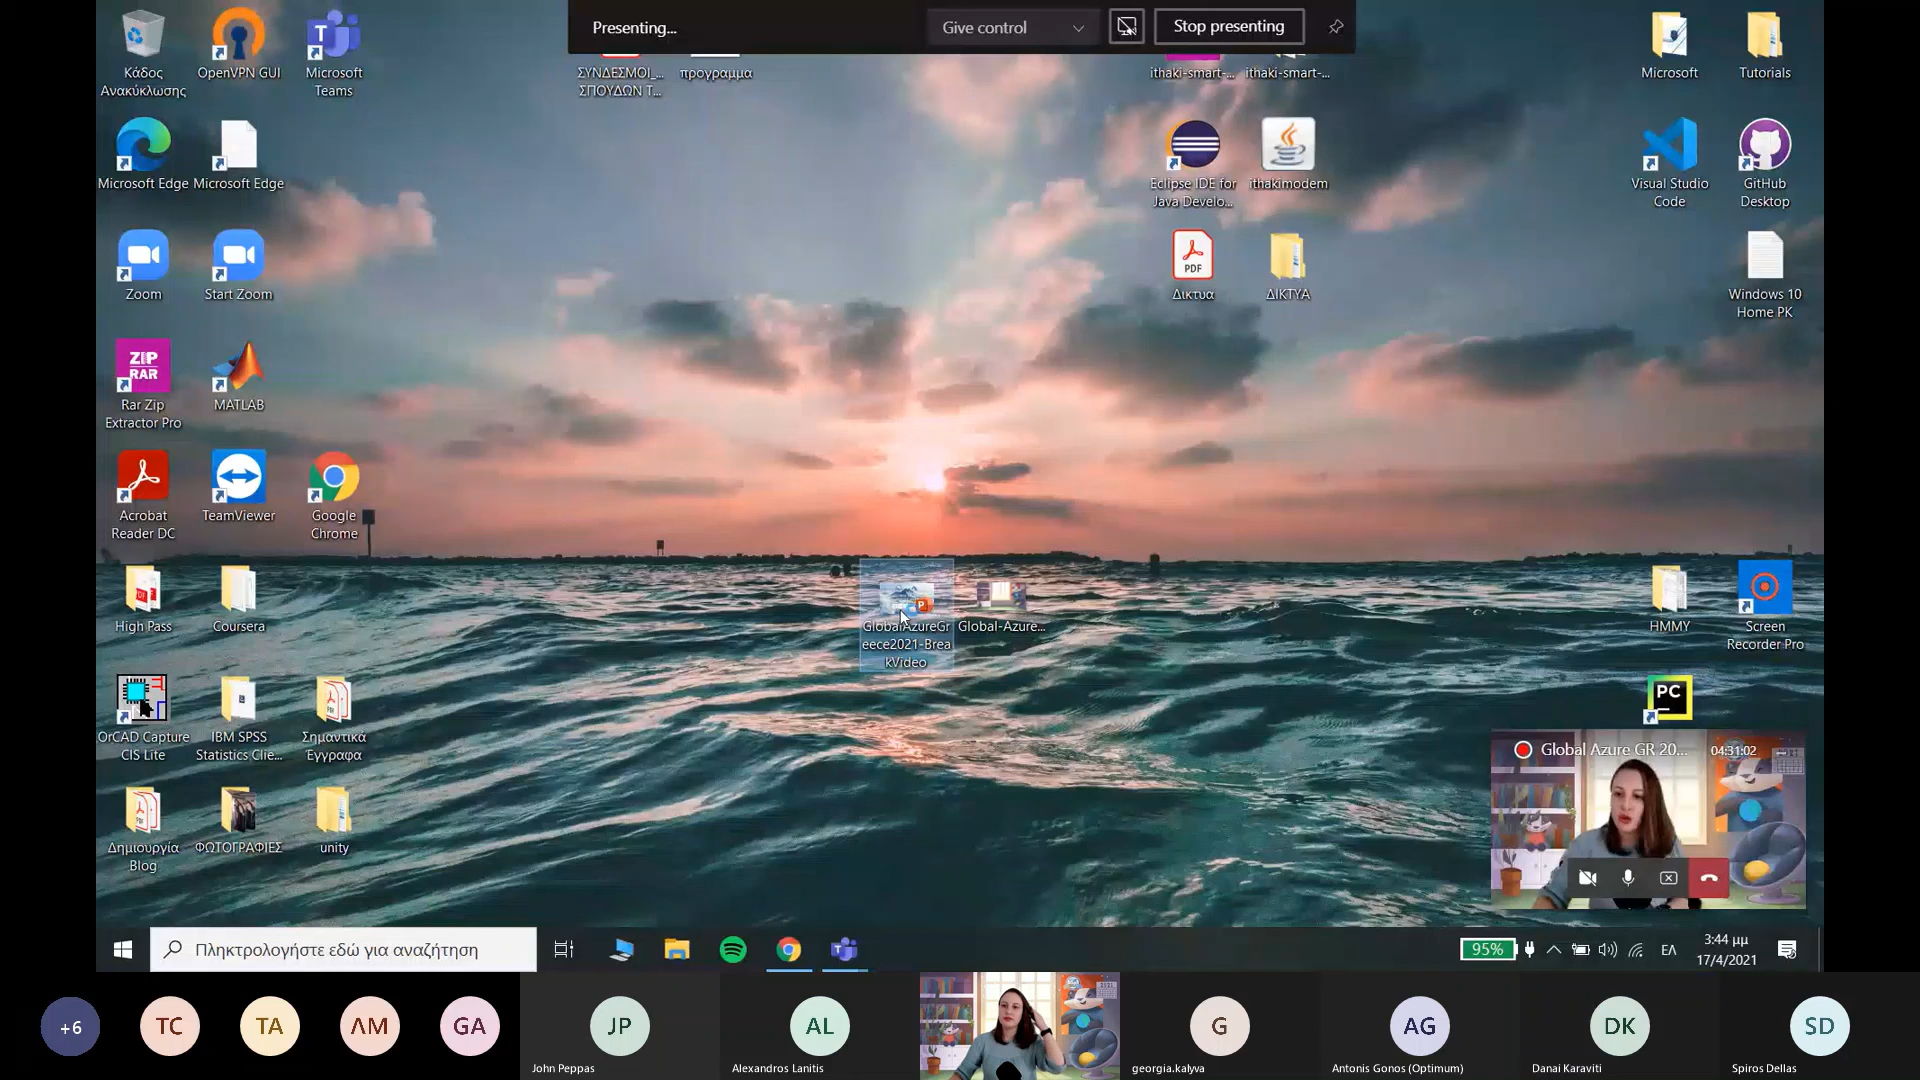 Presenting...
Give control
Stop presenting
Κάδος
Ανακύκλωσης
OpenVPN GUI
Microsoft
Teams
ΣΥΝΔΕΣΜΟΙ_...
ΣΠΟΥΔΩΝ Τ...
προγραμμα
ithaki-smart-...
ithaki-smart-...
Microsoft
Tutorials
Microsoft Edge
Microsoft Edge
Eclipse IDE for
Java Develo...
ithakimodem
Visual Studio
Code
GitHub
Desktop
Zoom
Start Zoom
PDF
Δικτυα
ΔΙΚΤΥΑ
Windows 10
Home PK
ZIP
RAR
Rar Zip
Extractor Pro
MATLAB
Acrobat
Reader DC
TeamViewer
Google
Chrome
High Pass
Coursera
GlobalAzureGr
eece2021-Brea
kVideo
Global-Azure...
HMMY
Screen
Recorder Pro
OrCAD Capture
CIS Lite
IBM SPSS
Statistics Clie...
Σημαντικά
Έγγραφα
PC
Δημιουργία
Blog
ΦΩΤΟΓΡΑΦΙΕΣ
unity
Global Azure GR 20...
04:31:02
Πληκτρολογήστε εδώ για αναζήτηση
95%
ΕΛ
3:44 μμ
17/4/2021
+6
TC
TA
ΛΜ
GA
JP
John Peppas
AL
Alexandros Lanitis
G
georgia.kalyva
AG
Antonis Gonos (Optimum)
DK
Danai Karaviti
SD
Spiros Dellas